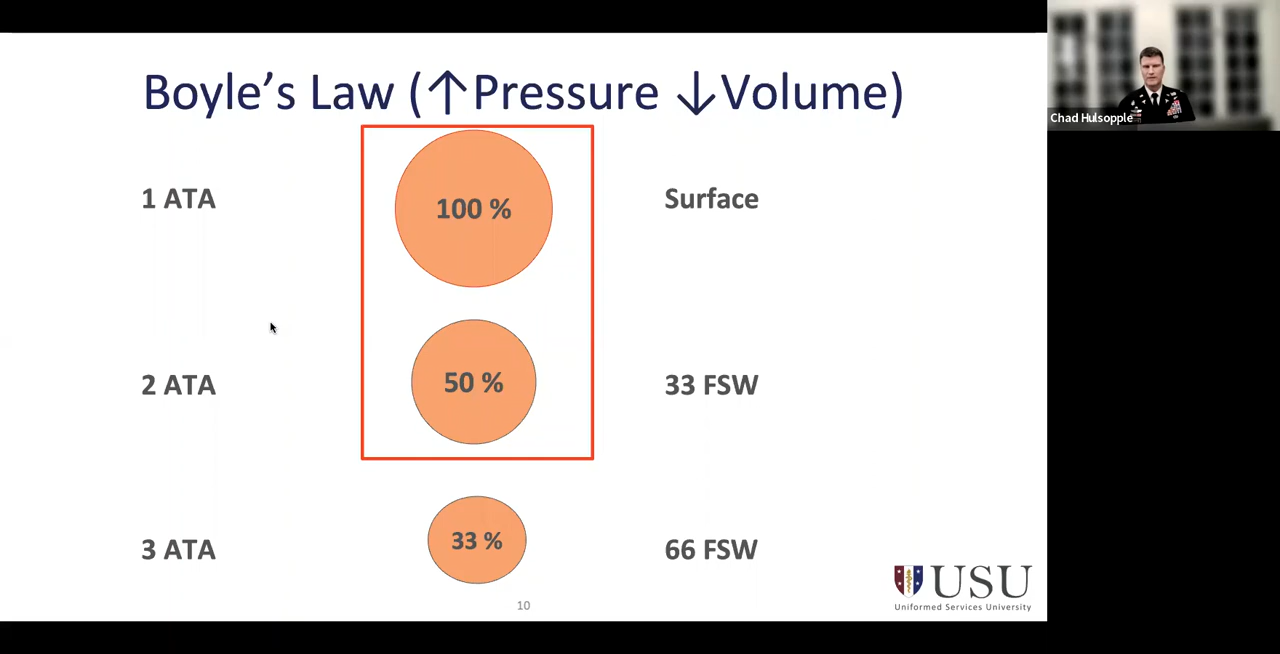 Boyle’s Law (↑Pressure ↓Volume)
1 ATA
100 %
Surface
2 ATA
50 %
33 FSW
3 ATA
33 %
66 FSW
10
USU
Uniformed Services University
Chad Hulsopple